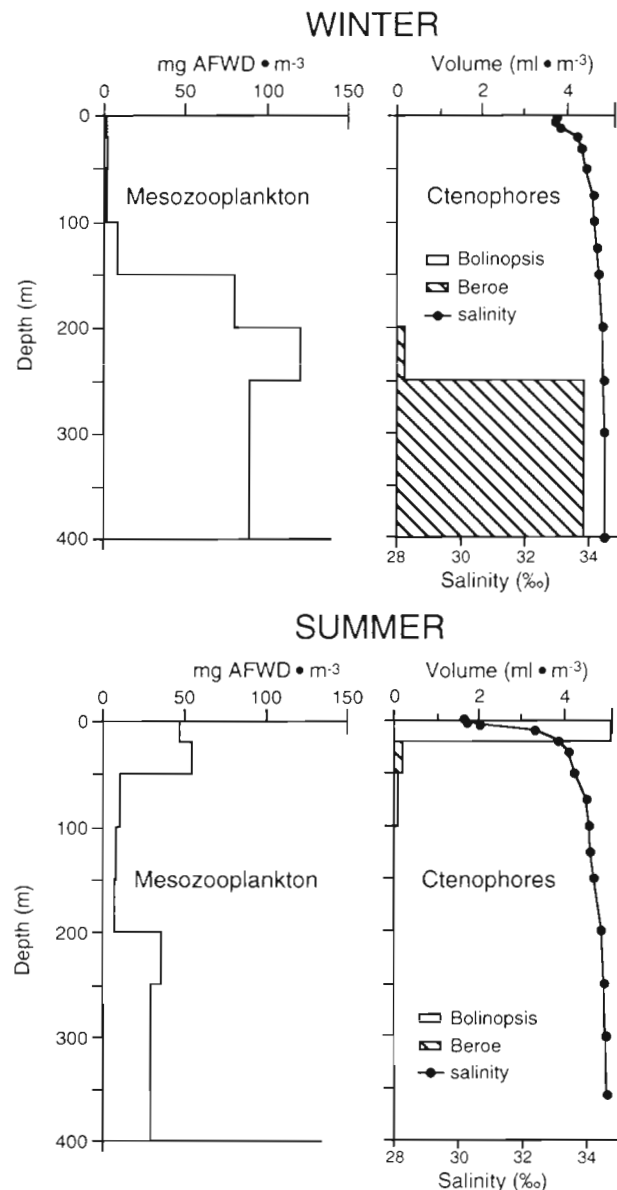 WINTER
mg AFWD • m-3
0 50 100 150
Volume (ml • m-3)
0 2 4
0
100
200
300
400
Depth (m)
Mesozooplankton
Ctenophores
Bolinopsis
Beroe
salinity
28 30 32 34
Salinity (‰)
SUMMER
mg AFWD • m-3
0 50 100 150
Volume (ml • m-3)
0 2 4
0
100
200
300
400
Depth (m)
Mesozooplankton
Ctenophores
Bolinopsis
Beroe
salinity
28 30 32 34
Salinity (‰)